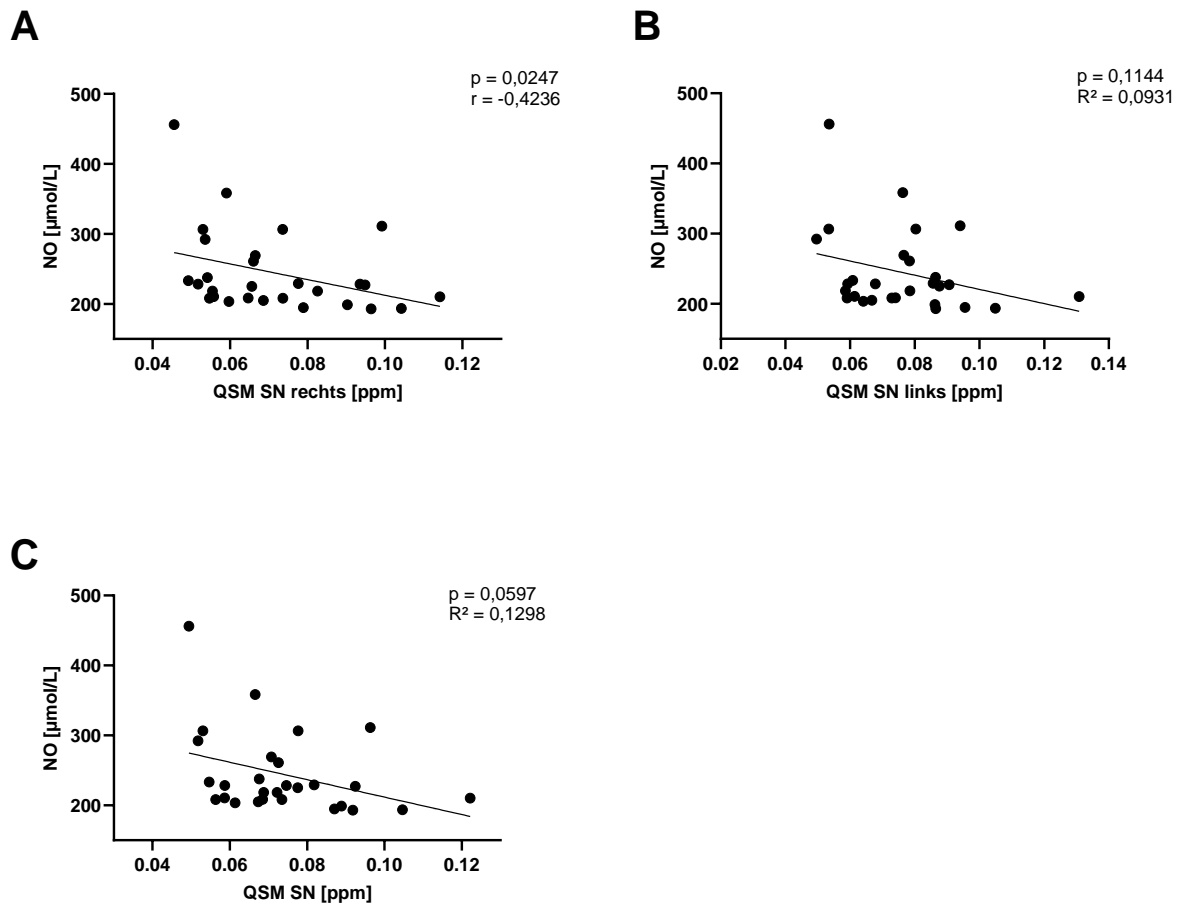 A
p = 0,0247
r = -0,4236
500
400
300
200
NO [µmol/L]
0.04 0.06 0.08 0.10 0.12
QSM SN rechts [ppm]
B
p = 0,1144
R² = 0,0931
500
400
300
200
NO [µmol/L]
0.02 0.04 0.06 0.08 0.10 0.12 0.14
QSM SN links [ppm]
C
p = 0,0597
R² = 0,1298
500
400
300
200
NO [µmol/L]
0.04 0.06 0.08 0.10 0.12
QSM SN [ppm]